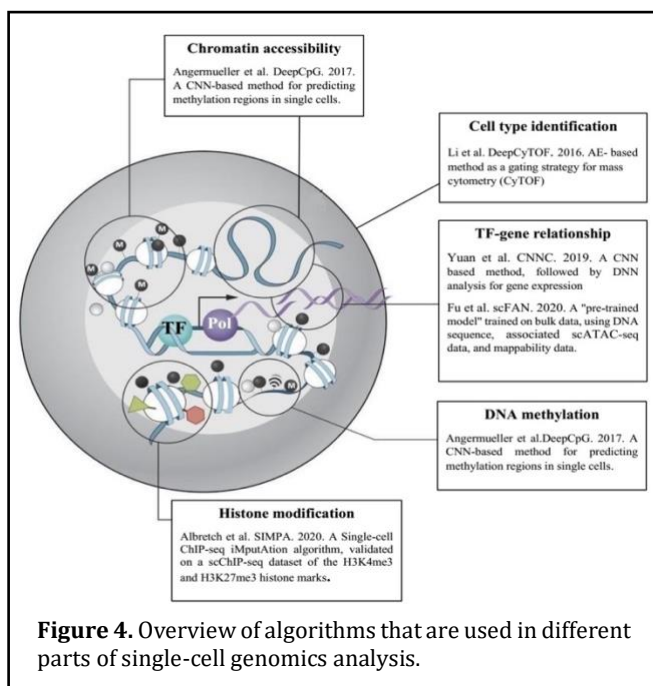 Chromatin accessibility
Angermueller et al. DeepCpG. 2017.
A CNN-based method for predicting
methylation regions in single cells.
Cell type identification
Li et al. DeepCyTOF. 2016. AE- based
method as a gating strategy for mass
cytometry (CyTOF)
TF-gene relationship
Yuan et al. CNNC. 2019. A CNN
based method, followed by DNN
analysis for gene expression
Fu et al. scFAN. 2020. A "pre-trained
model" trained on bulk data, using DNA
sequence, associated scATAC-seq
data, and mappability data.
M
M
M
M
TF
Pol
M
DNA methylation
Angermueller et al.DeepCpG. 2017. A
CNN-based method for predicting
methylation regions in single cells.
Histone modification
Albretch et al. SIMPA. 2020. A Single-cell
ChIP-seq iMputAtion algorithm, validated
on a scChIP-seq dataset of the H3K4me3
and H3K27me3 histone marks.
Figure 4. Overview of algorithms that are used in different
parts of single-cell genomics analysis.